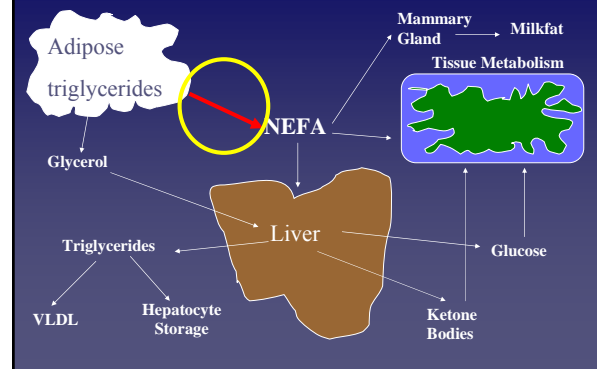 Adipose
triglycerides
Mammary
Gland
Milkfat
Tissue Metabolism
NEFA
Glycerol
Liver
Triglycerides
Glucose
VLDL
Hepatocyte
Storage
Ketone
Bodies